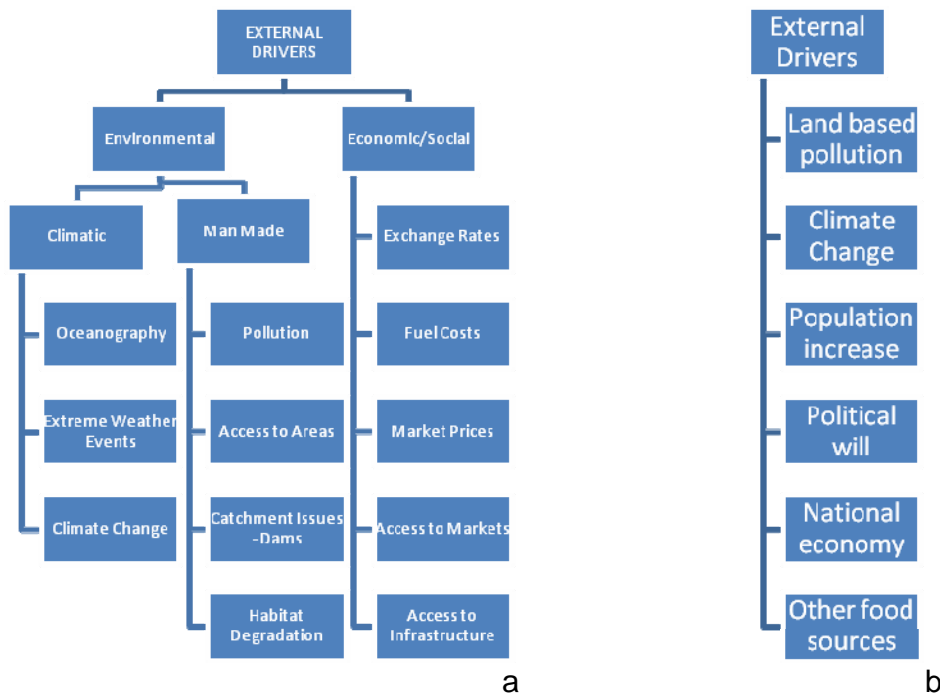 EXTERNAL
DRIVERS
Environmental
Economic/Social
Climatic
Man Made
Oceanography
Extreme Weather
Events
Climate Change
Pollution
Access to Areas
Catchment Issues
-Dams
Habitat
Degradation
Exchange Rates
Fuel Costs
Market Prices
Access to Markets
Access to
Infrastructure
a
External
Drivers
Land based
pollution
Climate
Change
Population
increase
Political
will
National
economy
Other food
sources
b